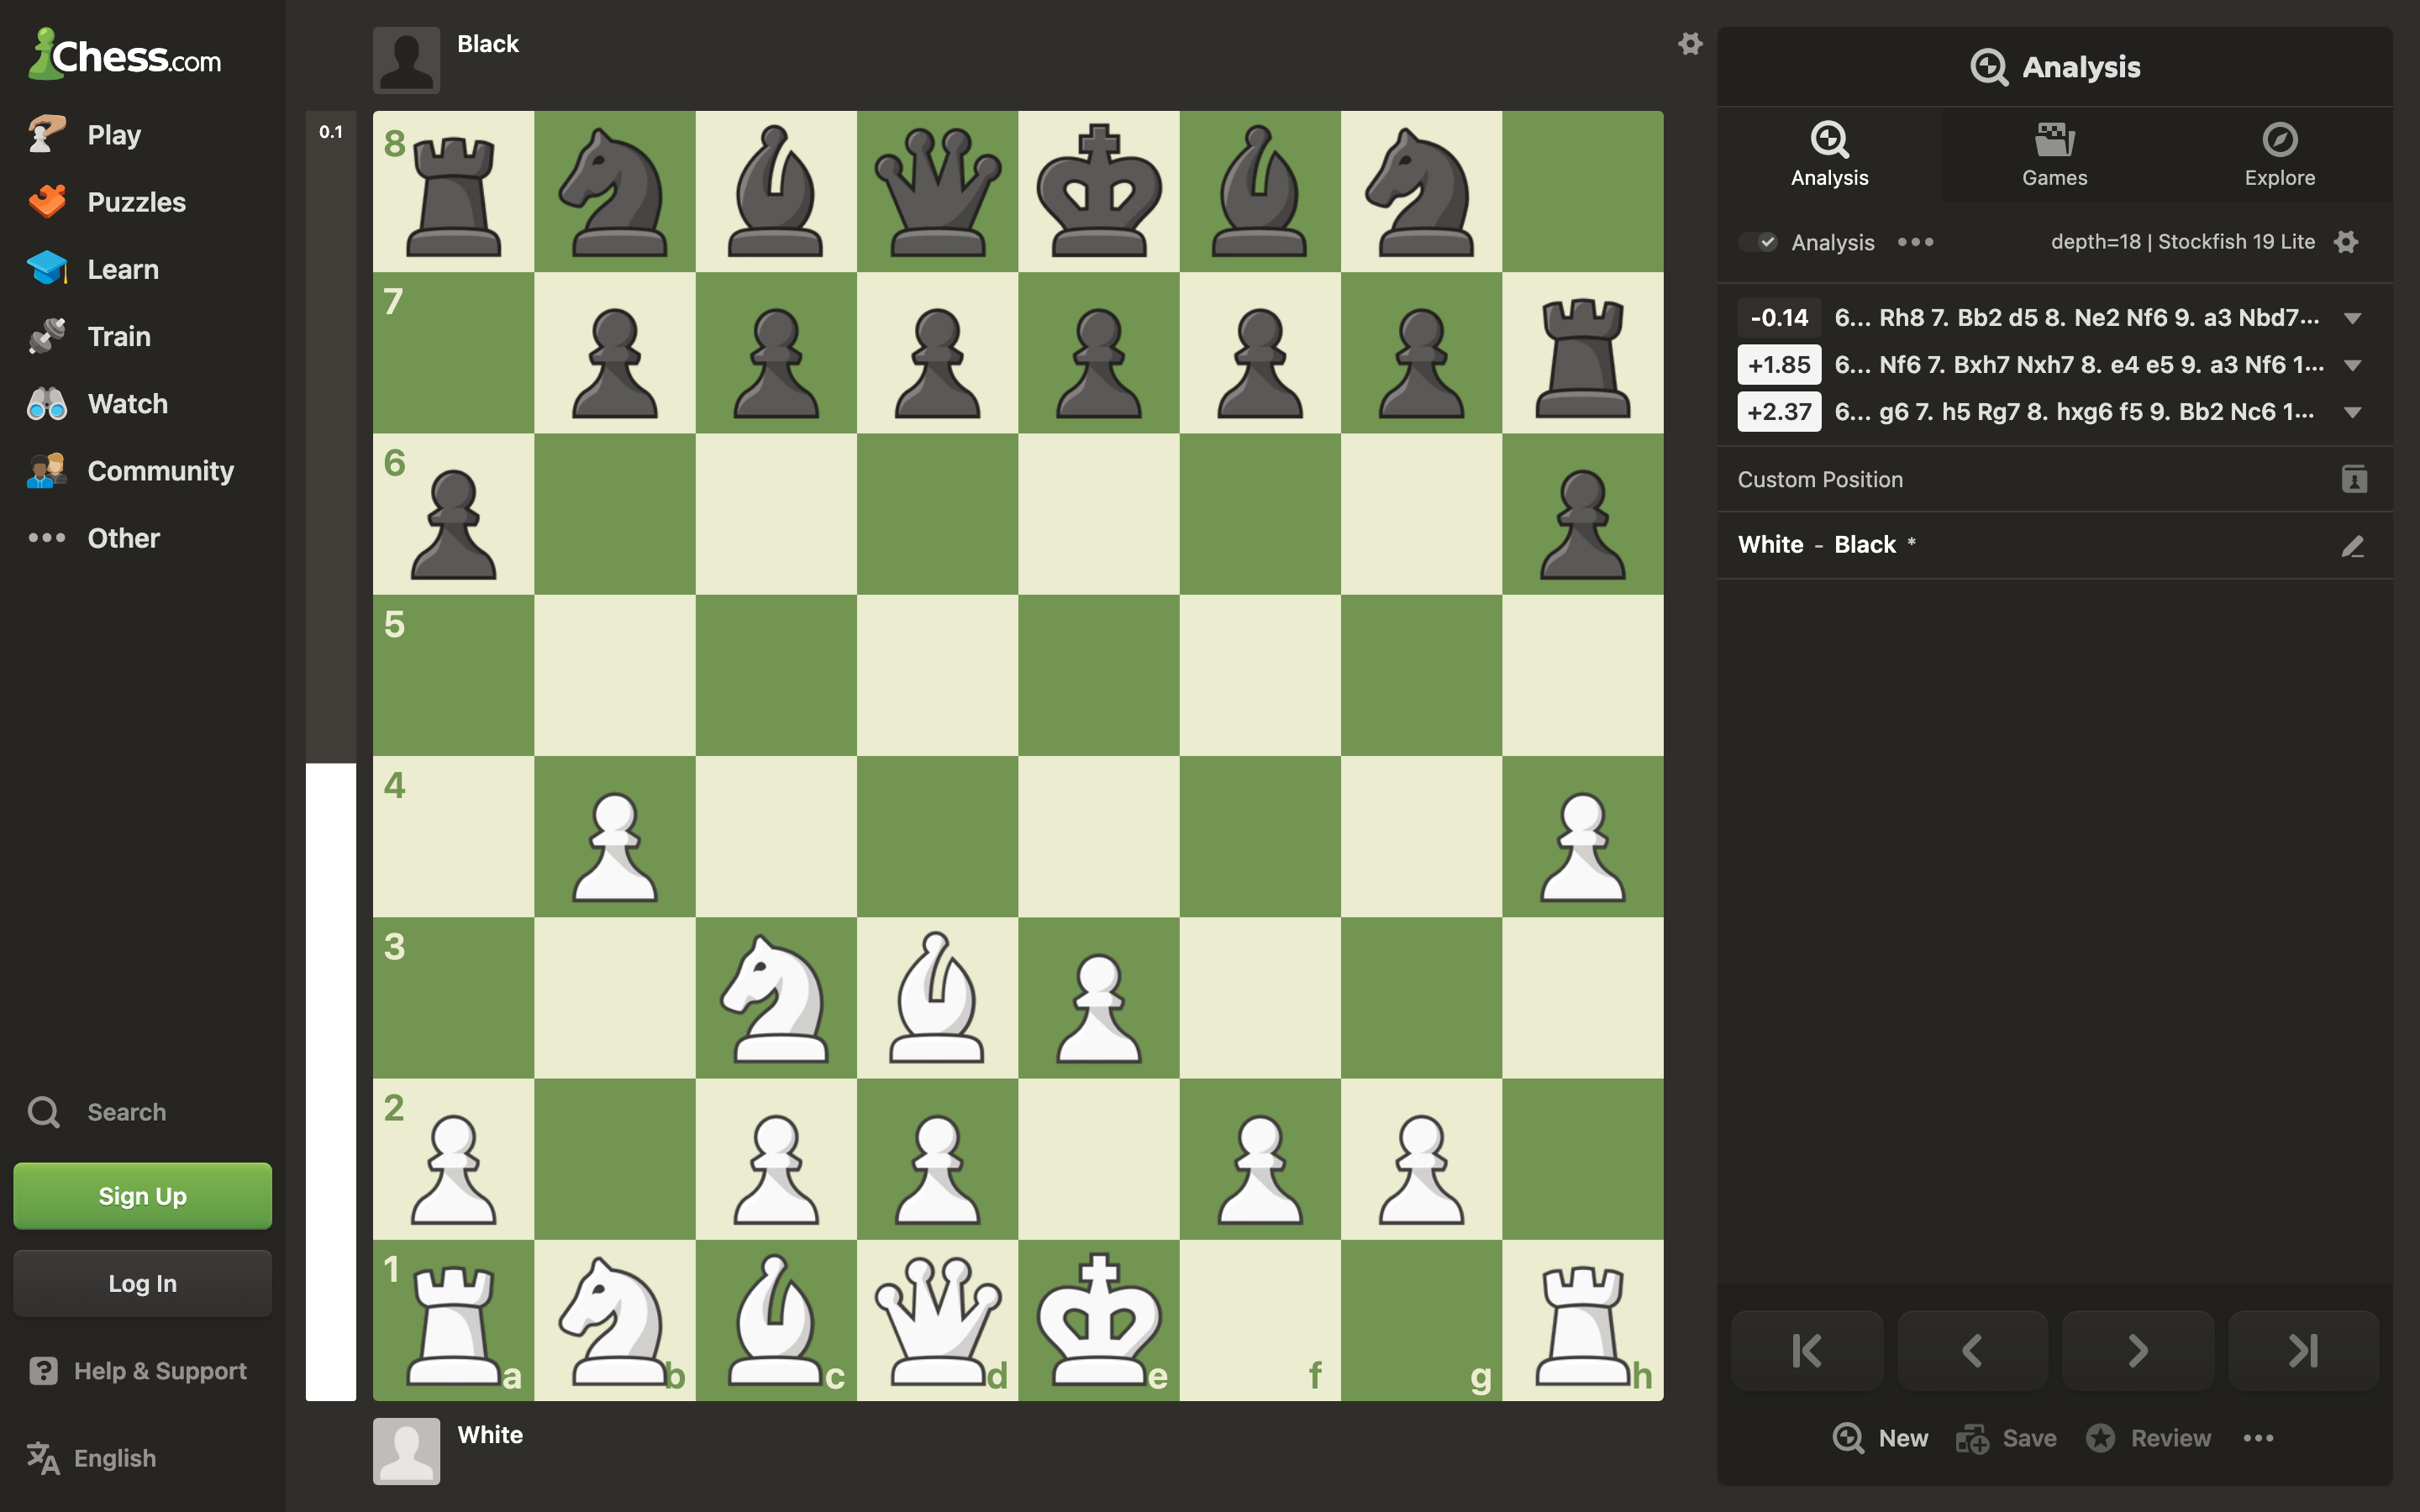 Chess.com
Play
Puzzles
Learn
Train
Watch
Community
Other
Search
Sign Up
Log In
Help & Support
English
Black
0.1
8
7
6
5
4
3
2
1
a b c d e f g h
White
Analysis
Analysis Games Explore
Analysis depth=18 | Stockfish 19 Lite
-0.14 6... Rh8 7. Bb2 d5 8. Ne2 Nf6 9. a3 Nbd7...
+1.85 6... Nf6 7. Bxh7 Nxh7 8. e4 e5 9. a3 Nf6 1...
+2.37 6... g6 7. h5 Rg7 8. hxg6 f5 9. Bb2 Nc6 1...
Custom Position
White - Black *
New Save Review